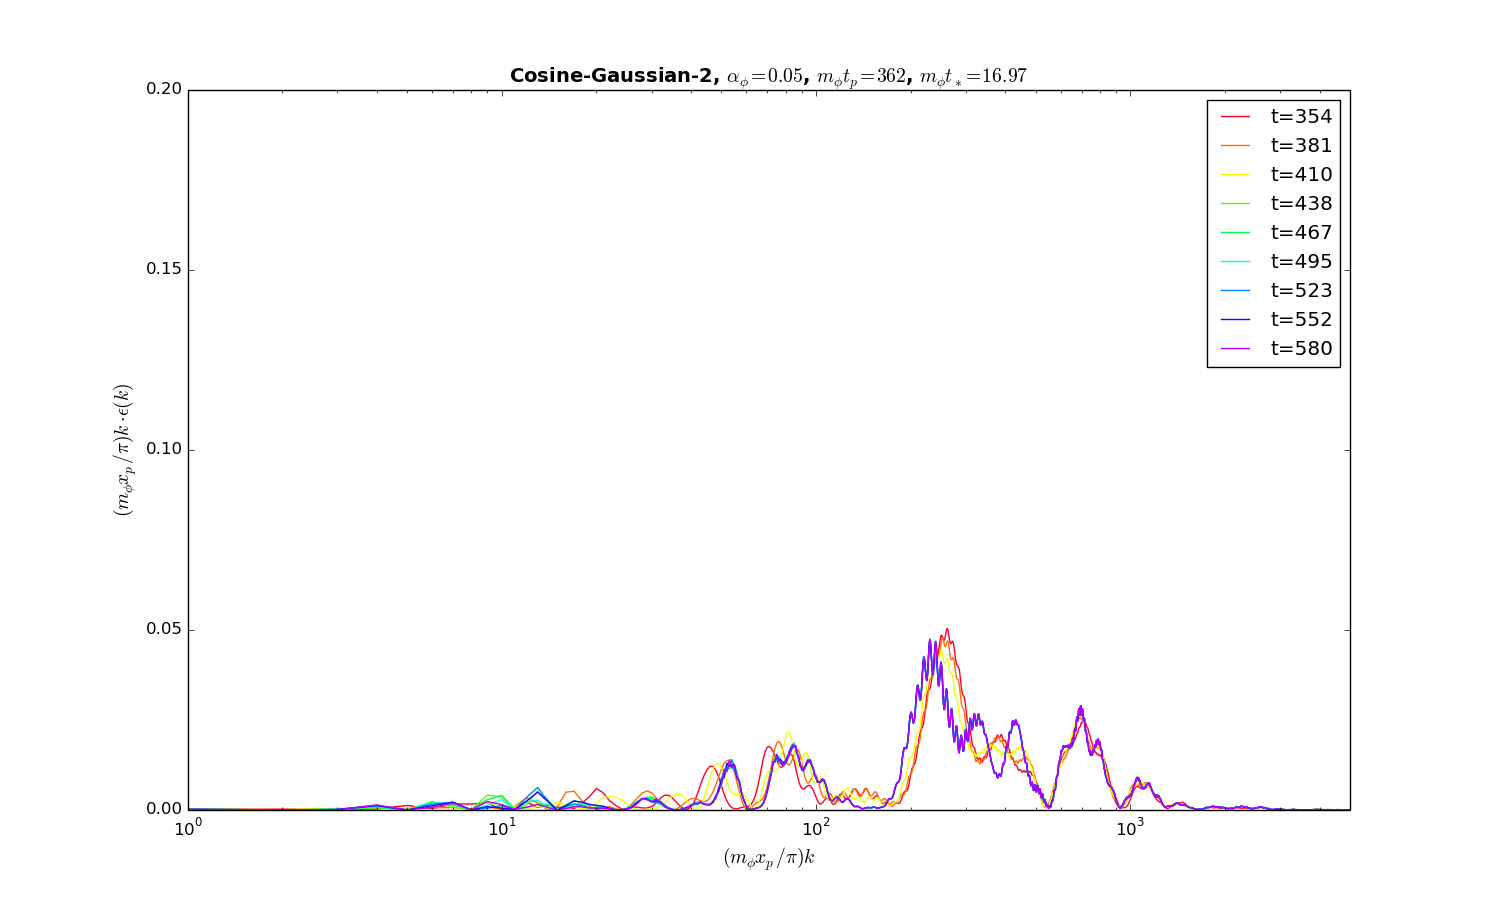 Cosine-Gaussian-2, α_ϕ=0.05, m_ϕt_p=362, m_ϕt_*=16.97
0.20
0.15
0.10
0.05
0.00
(m_ϕx_p/π)k·ϵ(k)
t=354
t=381
t=410
t=438
t=467
t=495
t=523
t=552
t=580
10^0 10^1 10^2 10^3
(m_ϕx_p/π)k